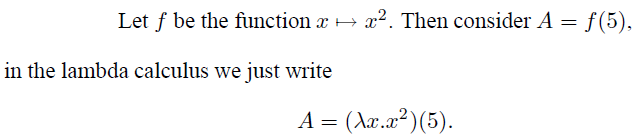 Let f be the function x ↦ x². Then consider A = f(5),
in the lambda calculus we just write
A = (λx.x²)(5).